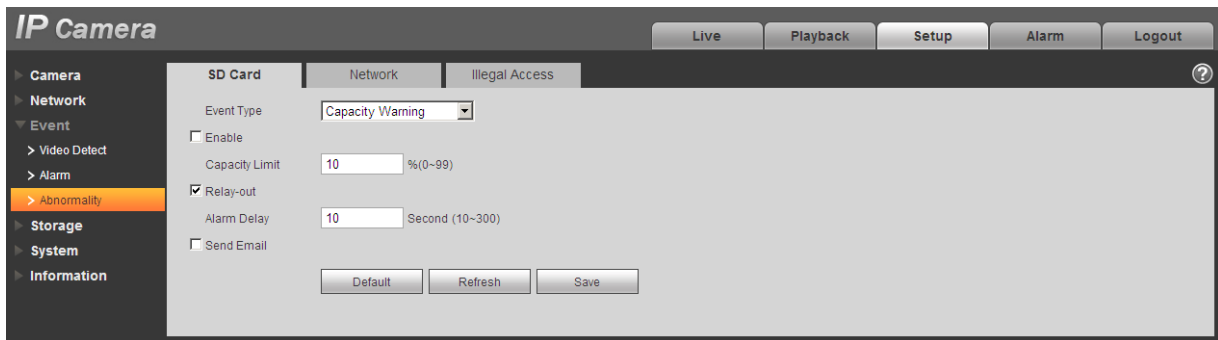 IP Camera
Live Playback Setup Alarm Logout
Camera
Network
Event
> Video Detect
> Alarm
> Abnormality
Storage
System
Information
SD Card Network Illegal Access ?
Event Type Capacity Warning
Enable
Capacity Limit 10 %(0~99)
Relay-out
Alarm Delay 10 Second (10~300)
Send Email
Default Refresh Save